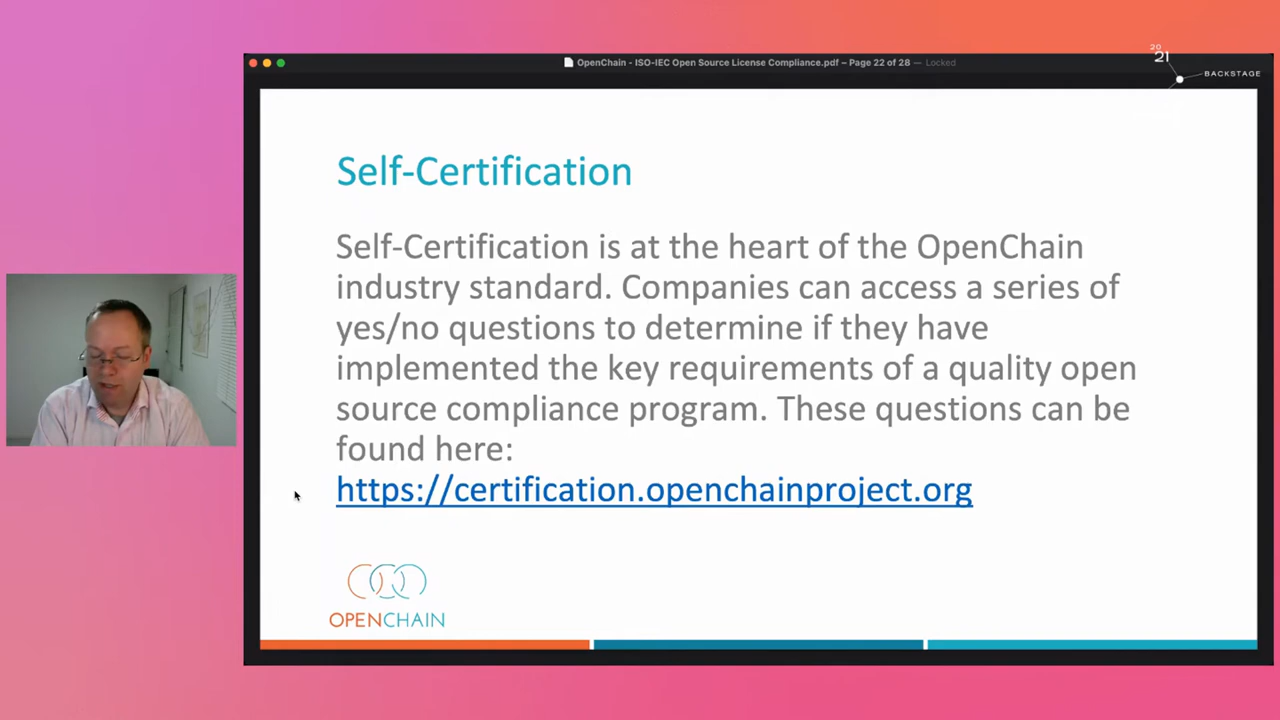 OpenChain - ISO-IEC Open Source License Compliance.pdf – Page 22 of 28 — Locked
20
21
BACKSTAGE
Self-Certification
Self-Certification is at the heart of the OpenChain
industry standard. Companies can access a series of
yes/no questions to determine if they have
implemented the key requirements of a quality open
source compliance program. These questions can be
found here:
https://certification.openchainproject.org
OPENCHAIN